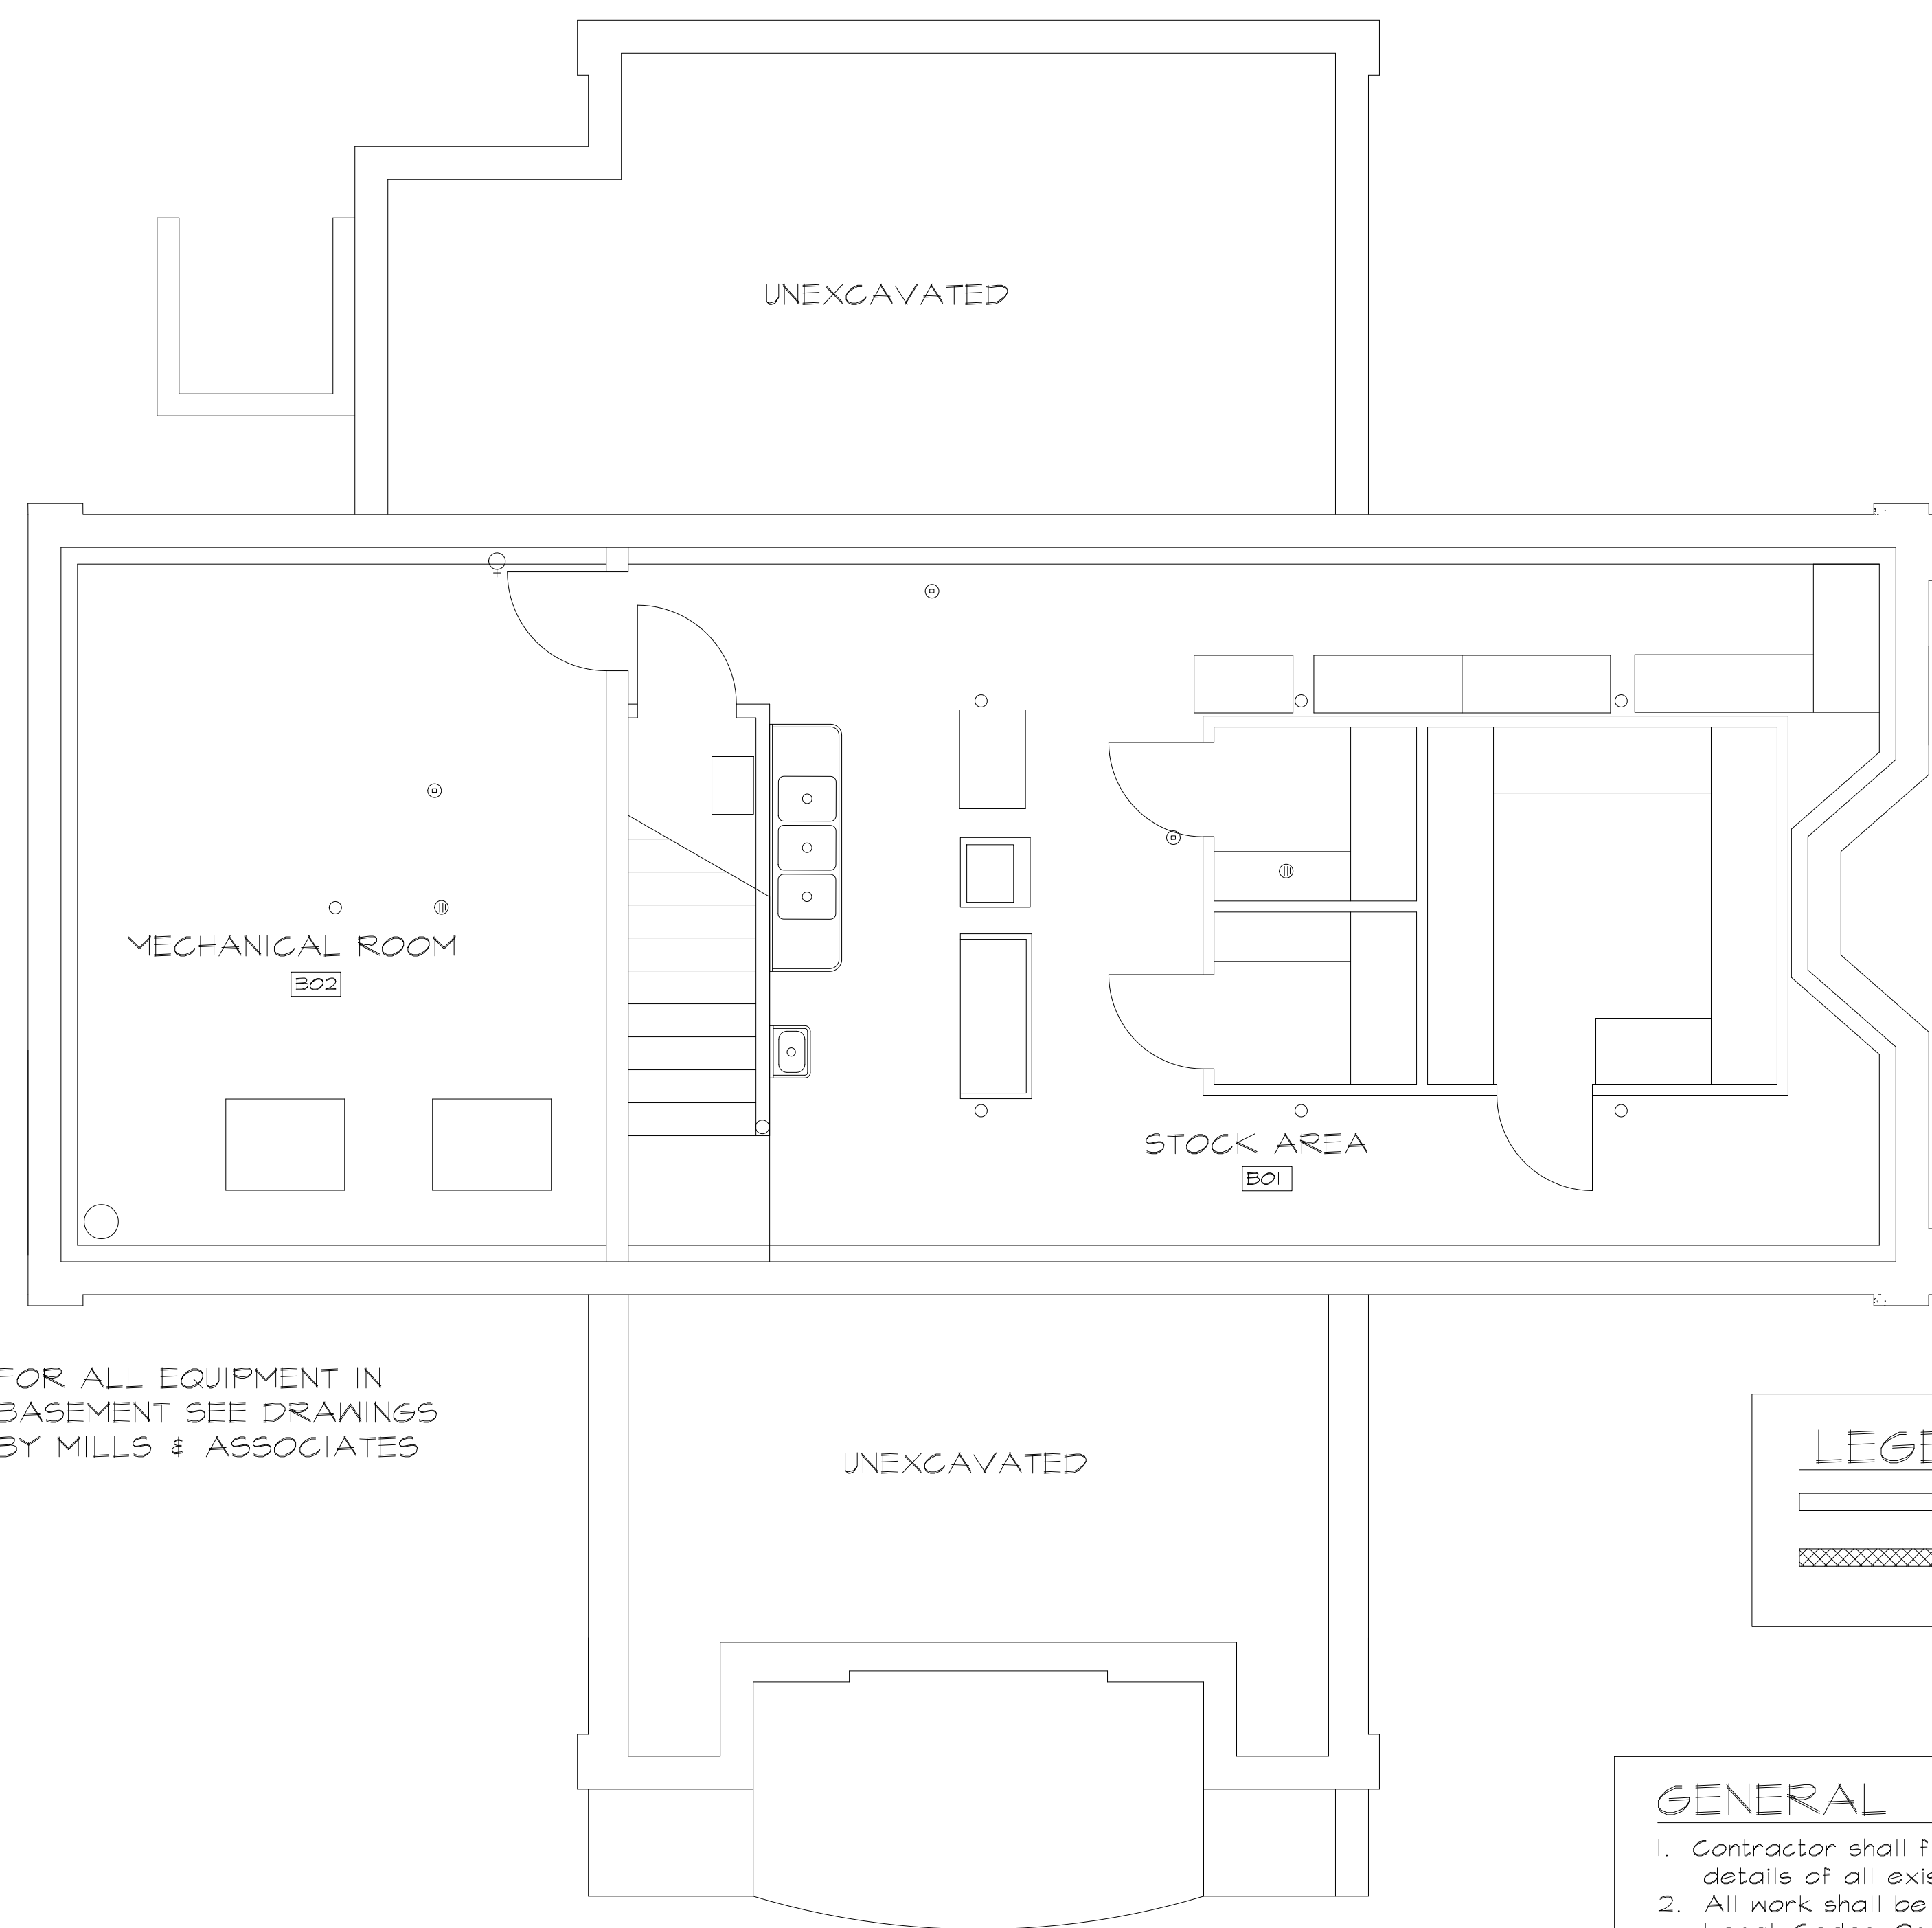 UNEXCAVATED
MECHANICAL ROOM
B02
STOCK AREA
B01
FOR ALL EQUIPMENT IN
BASEMENT SEE DRAWINGS
BY MILLS & ASSOCIATES
UNEXCAVATED
LEGE
GENERAL
1. Contractor shall f
details of all exis
2. All work shall be